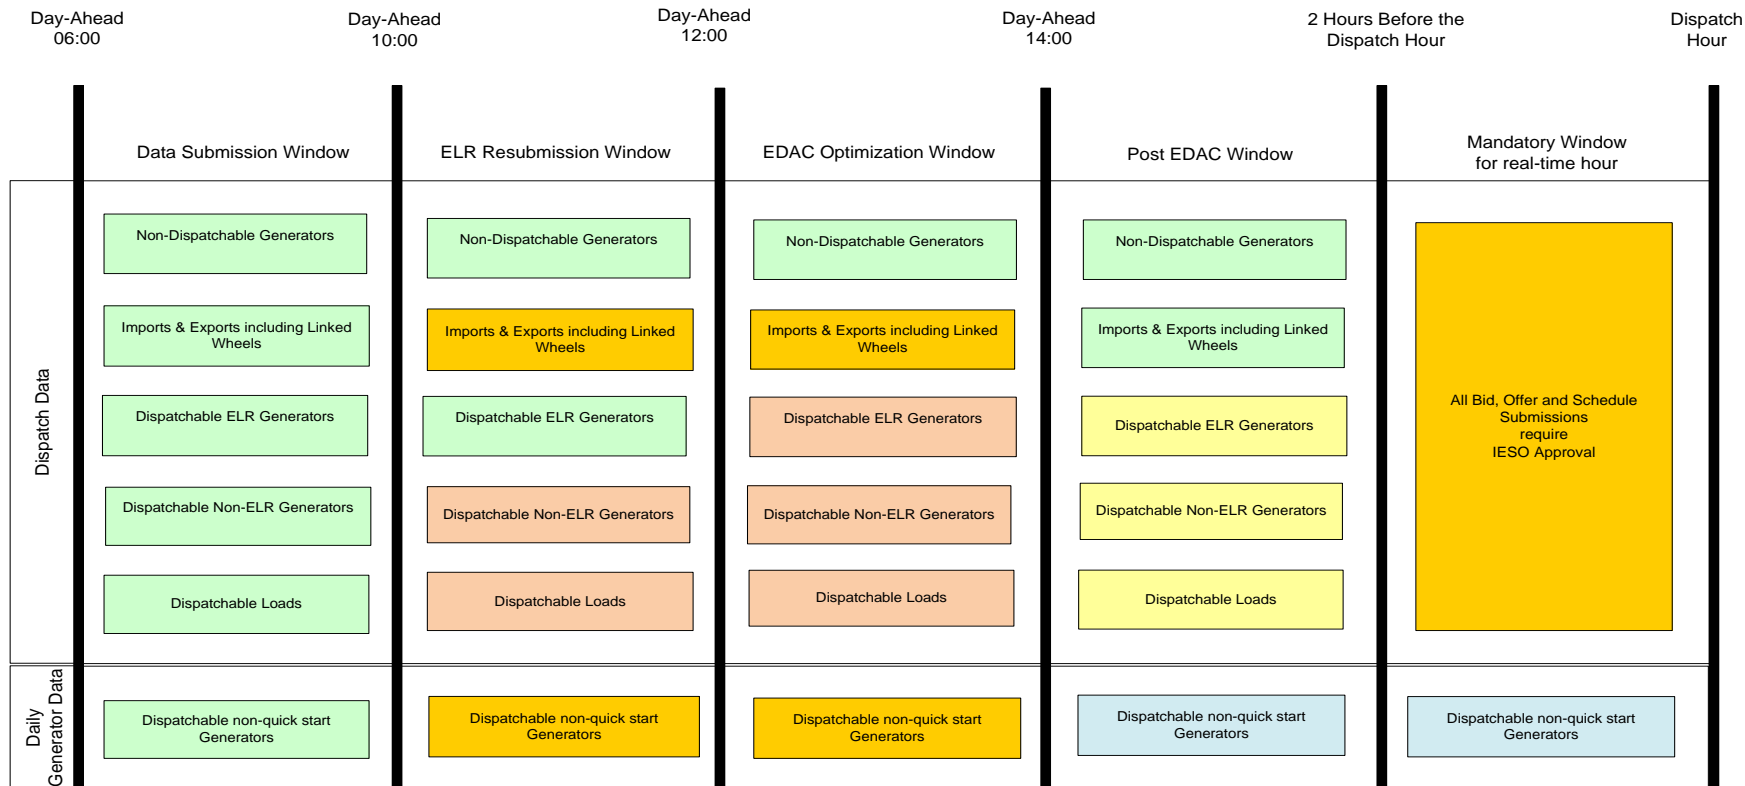 Day-Ahead
06:00
Day-Ahead
10:00
Day-Ahead
12:00
Day-Ahead
14:00
2 Hours Before the
Dispatch Hour
Dispatch
Hour
Data Submission Window
ELR Resubmission Window
EDAC Optimization Window
Post EDAC Window
Mandatory Window
for real-time hour
Dispatch Data
Non-Dispatchable Generators
Non-Dispatchable Generators
Non-Dispatchable Generators
Non-Dispatchable Generators
Imports & Exports including Linked
Wheels
Imports & Exports including Linked
Wheels
Imports & Exports including Linked
Wheels
Imports & Exports including Linked
Wheels
Dispatchable ELR Generators
Dispatchable ELR Generators
Dispatchable ELR Generators
Dispatchable ELR Generators
All Bid, Offer and Schedule
Submissions
require
IESO Approval
Dispatchable Non-ELR Generators
Dispatchable Non-ELR Generators
Dispatchable Non-ELR Generators
Dispatchable Non-ELR Generators
Dispatchable Loads
Dispatchable Loads
Dispatchable Loads
Dispatchable Loads
Daily
Generator Data
Dispatchable non-quick start
Generators
Dispatchable non-quick start
Generators
Dispatchable non-quick start
Generators
Dispatchable non-quick start
Generators
Dispatchable non-quick start
Generators